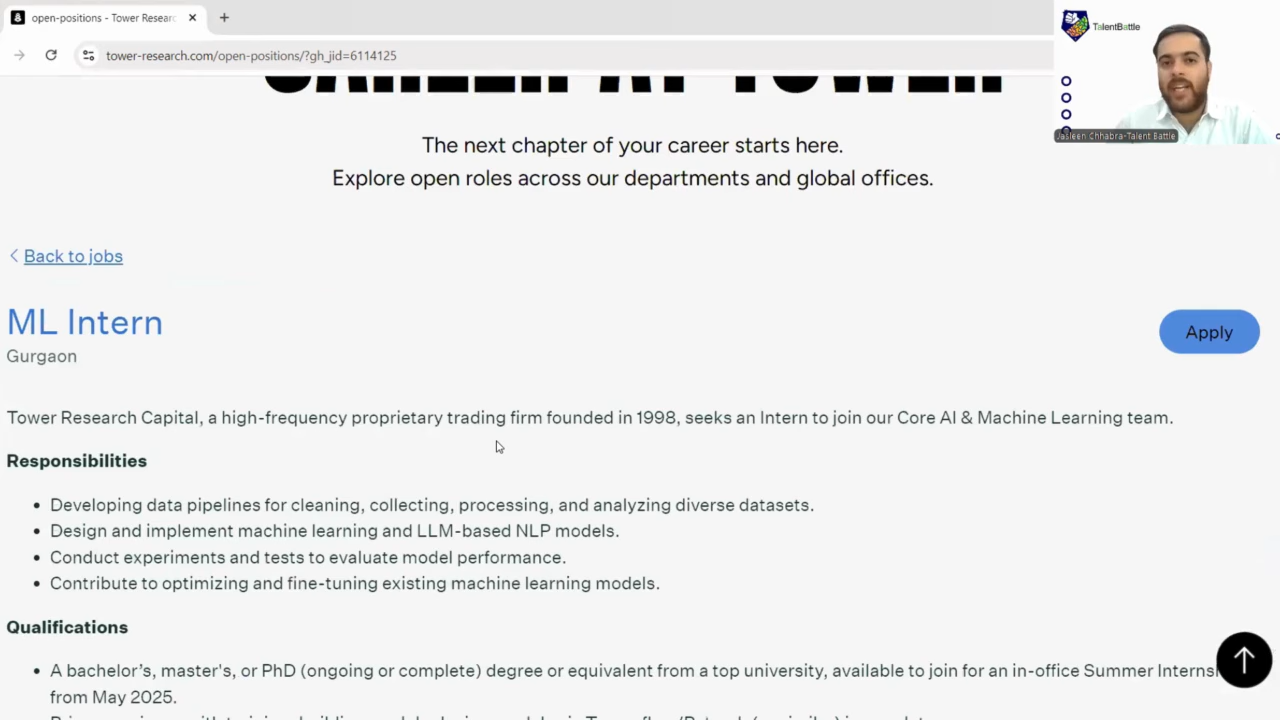 open-positions - Tower Researc
tower-research.com/open-positions/?gh_jid=6114125
TalentBattle
Jasleen Chhabra-Talent Battle
CAREER AT TOWER
The next chapter of your career starts here.
Explore open roles across our departments and global offices.
Back to jobs
ML Intern
Apply
Gurgaon
Tower Research Capital, a high-frequency proprietary trading firm founded in 1998, seeks an Intern to join our Core AI & Machine Learning team.
Responsibilities
• Developing data pipelines for cleaning, collecting, processing, and analyzing diverse datasets.
• Design and implement machine learning and LLM-based NLP models.
• Conduct experiments and tests to evaluate model performance.
• Contribute to optimizing and fine-tuning existing machine learning models.
Qualifications
• A bachelor’s, master's, or PhD (ongoing or complete) degree or equivalent from a top university, available to join for an in-office Summer Internsl
from May 2025.